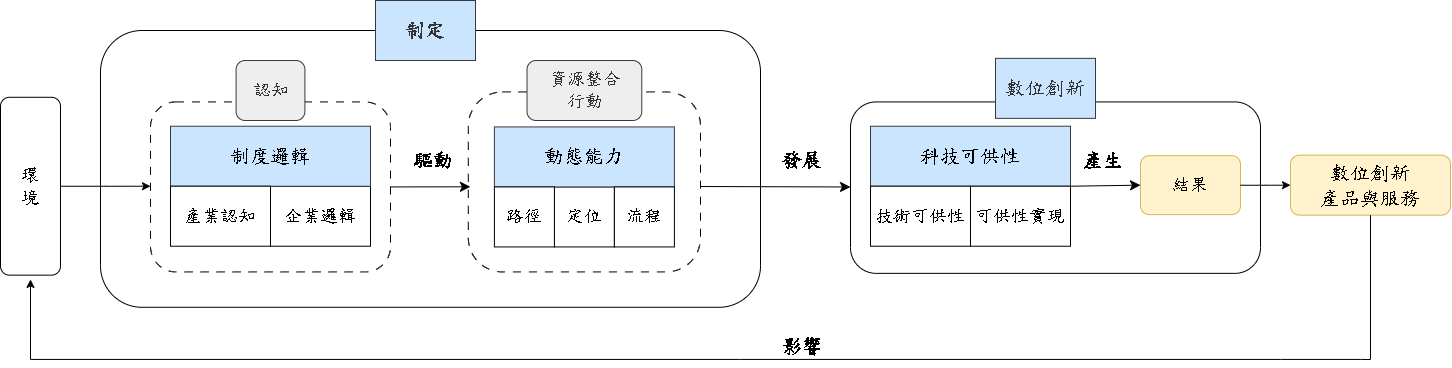 制定
認知
資源整合
行動
數位創新
環
境
制度邏輯
驅動
動態能力
發展
科技可供性
產生
結果
數位創新
產品與服務
產業認知
企業邏輯
路徑
定位
流程
技術可供性
可供性實現
影響